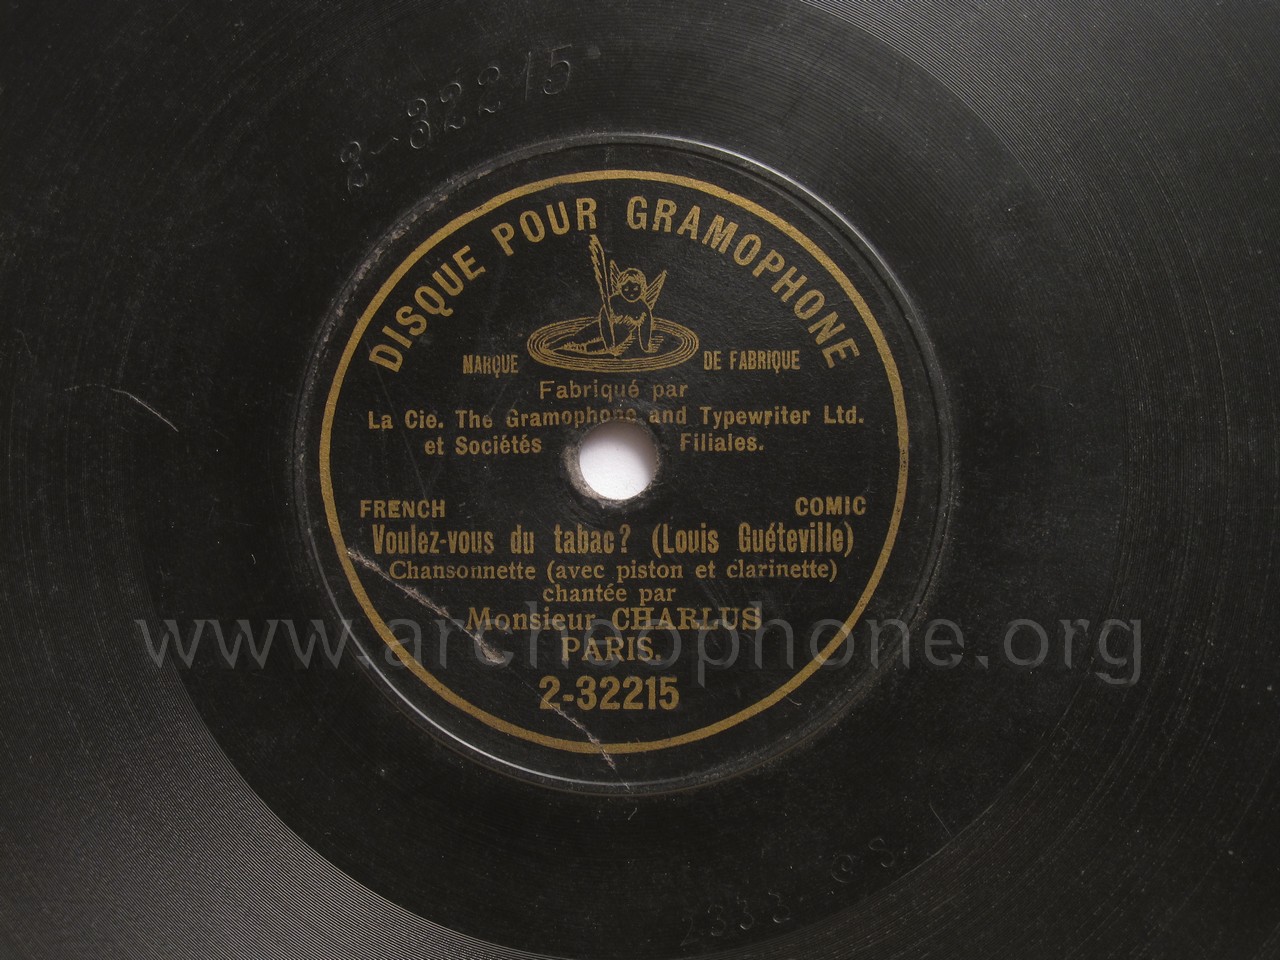 3-32215
DISQUE POUR GRAMOPHONE
MARQUE DE FABRIQUE
Fabriqué par
La Cie. The Gramophone and Typewriter Ltd.
et Sociétés Filiales.
FRENCH COMIC
Voulez-vous du tabac? (Louis Guéteville)
Chansonnette (avec piston et clarinette)
chantée par
Monsieur CHARLUS
www.archeophone.org
PARIS.
2-32215